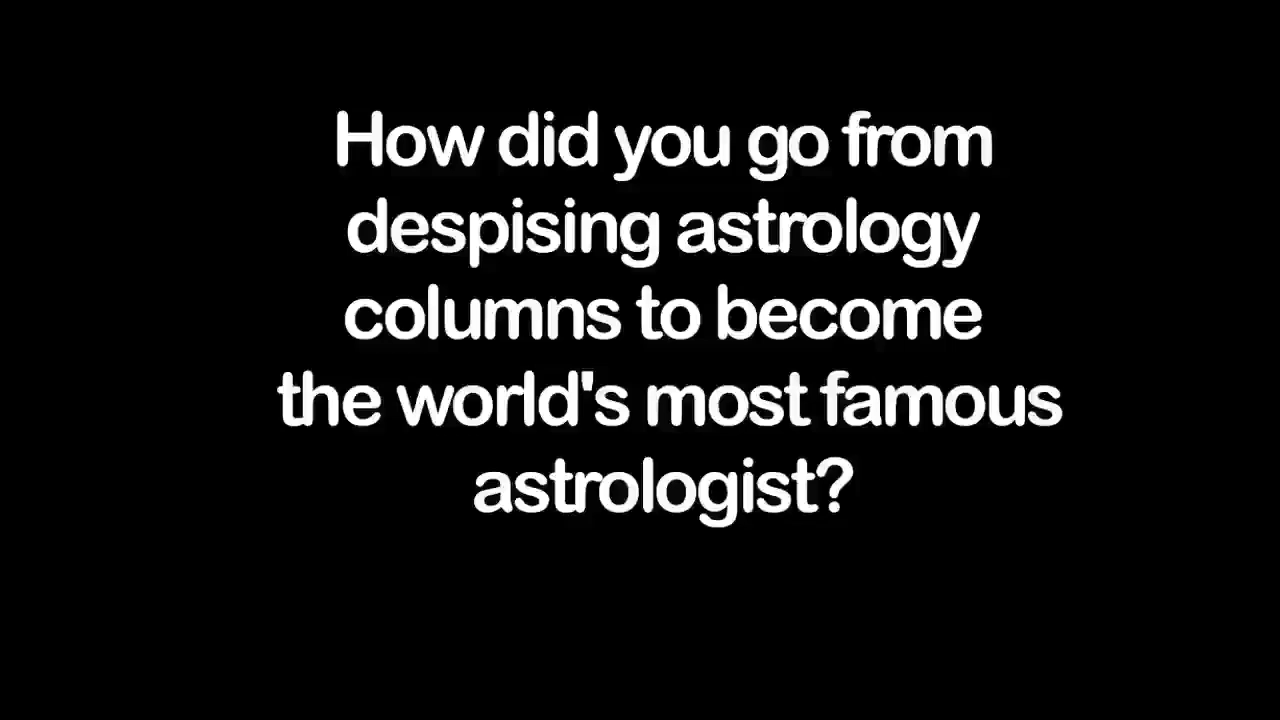 How did you go from
despising astrology
columns to become
the world's most famous
astrologist?